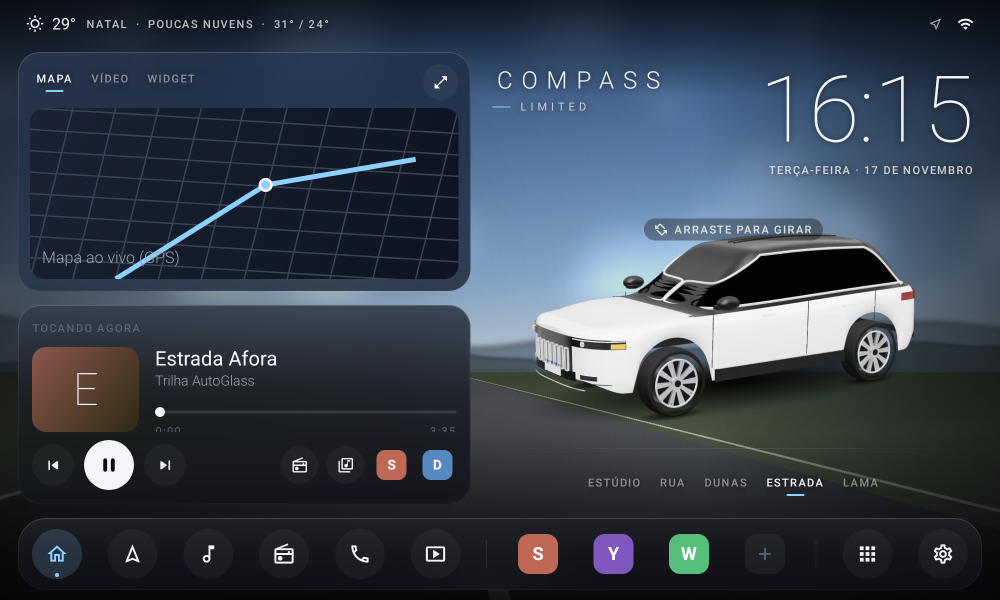 29° NATAL · POUCAS NUVENS · 31° / 24°
MAPA VÍDEO WIDGET
Mapa ao vivo (GPS)
COMPASS
LIMITED
16:15
TERÇA-FEIRA · 17 DE NOVEMBRO
ARRASTE PARA GIRAR
TOCANDO AGORA
E
Estrada Afora
Trilha AutoGlass
0:00 3:35
S D
ESTÚDIO RUA DUNAS ESTRADA LAMA
S Y W +